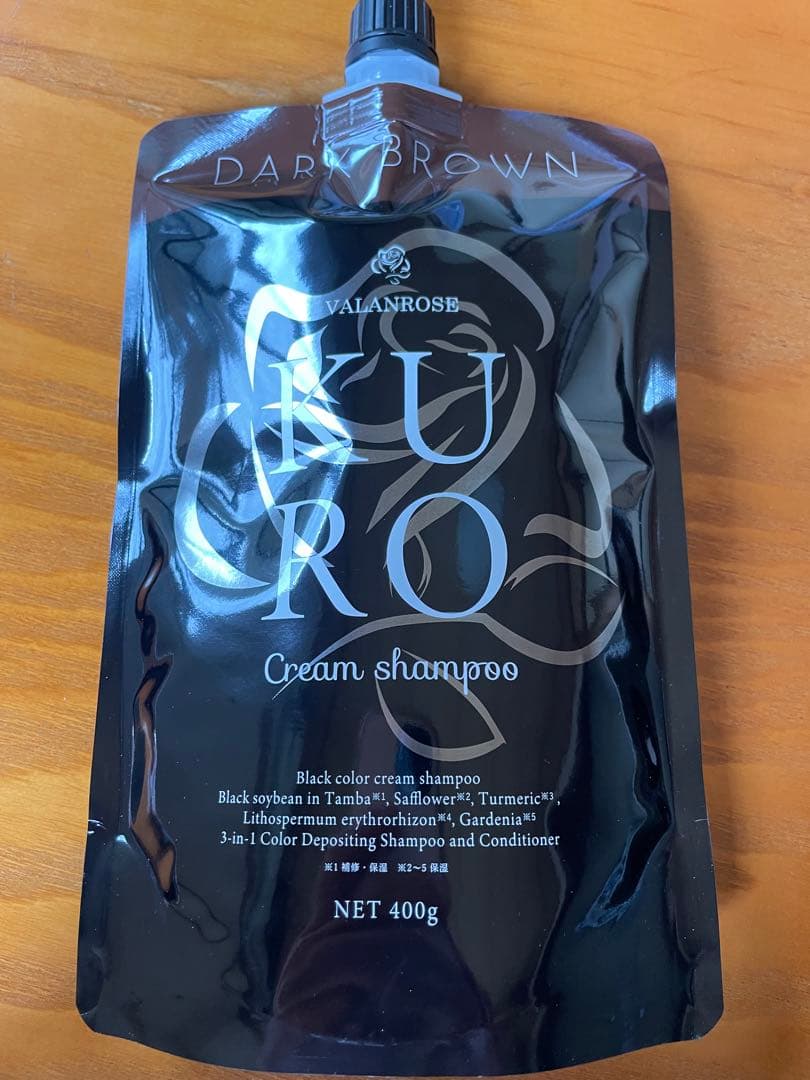 DARK BROWN
VALANROSE
KU
RO
Cream shampoo
Black color cream shampoo
Black soybean in Tamba※1, Safflower※2, Turmeric※3,
Lithospermum erythrorhizon※4, Gardenia※5
3-in-1 Color Depositing Shampoo and Conditioner
※1 補修・保湿 ※2〜5 保湿
NET 400g